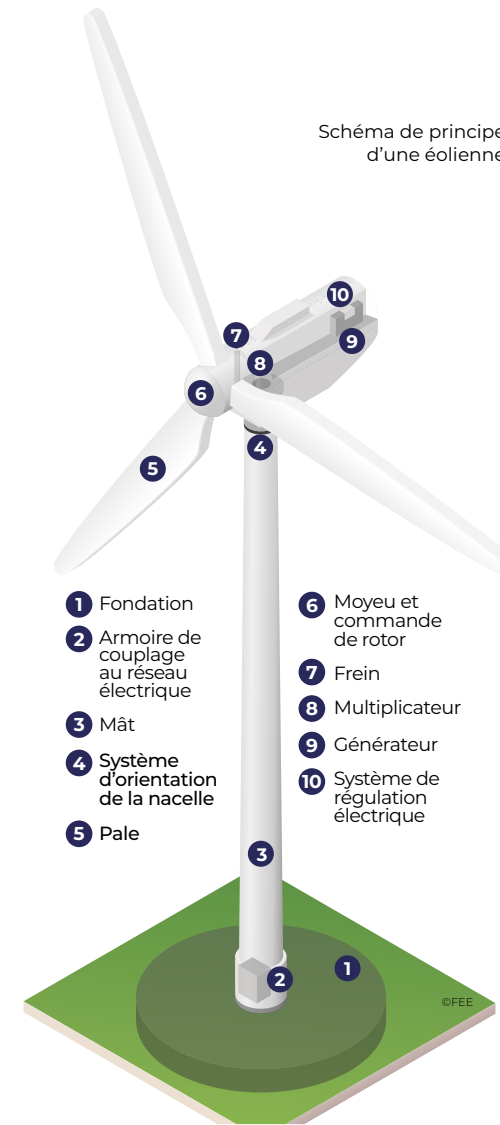 Schéma de principe
d'une éolienne
10
7
9
8
6
4
5
1 Fondation
2 Armoire de
couplage
au réseau
électrique
3 Mât
4 Système
d'orientation
de la nacelle
5 Pale
6 Moyeu et
commande
de rotor
7 Frein
8 Multiplicateur
9 Générateur
10 Système de
régulation
électrique
3
1
2
©FEE